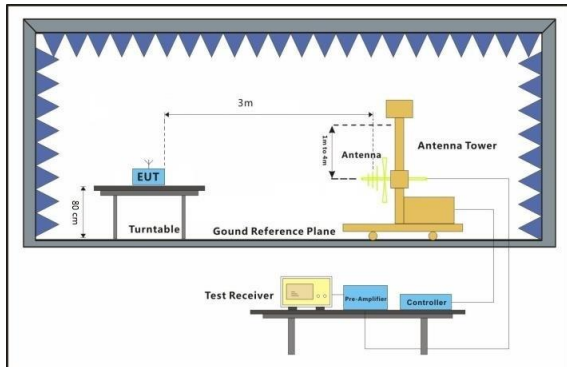 3m
1m to 4m
Antenna
Antenna Tower
EUT
80 cm
Turntable
Gound Reference Plane
Test Receiver
Pre-Amplifier
Controller